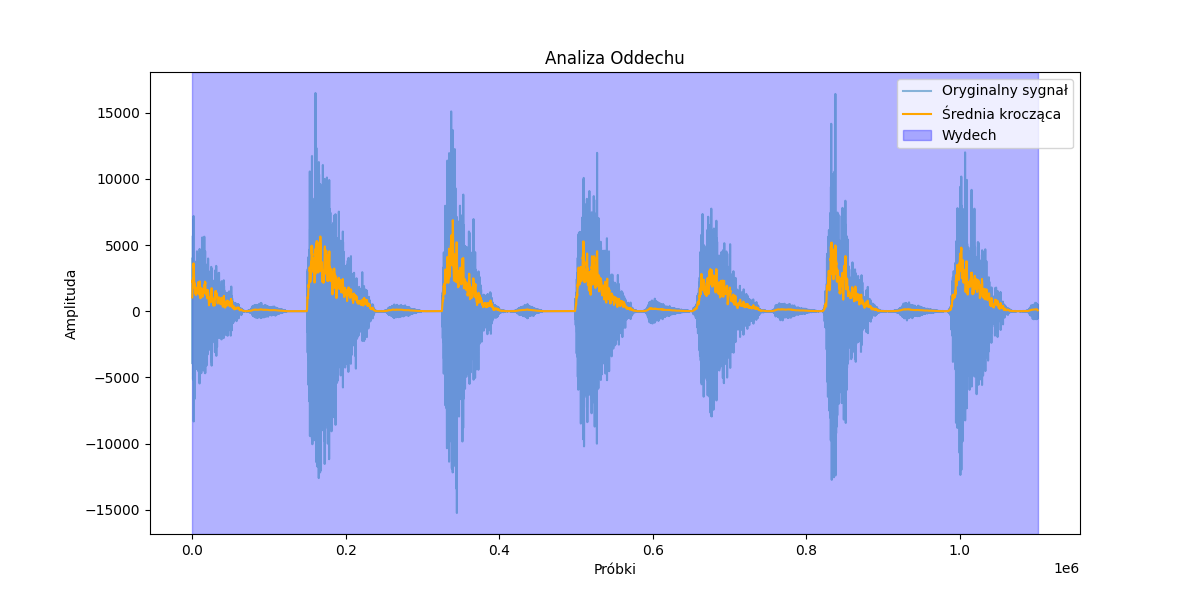 Analiza Oddechu
Oryginalny sygnał
Średnia krocząca
Wydech
Amplituda
15000
10000
5000
0
−5000
−10000
−15000
0.0 0.2 0.4 0.6 0.8 1.0
1e6
Próbki